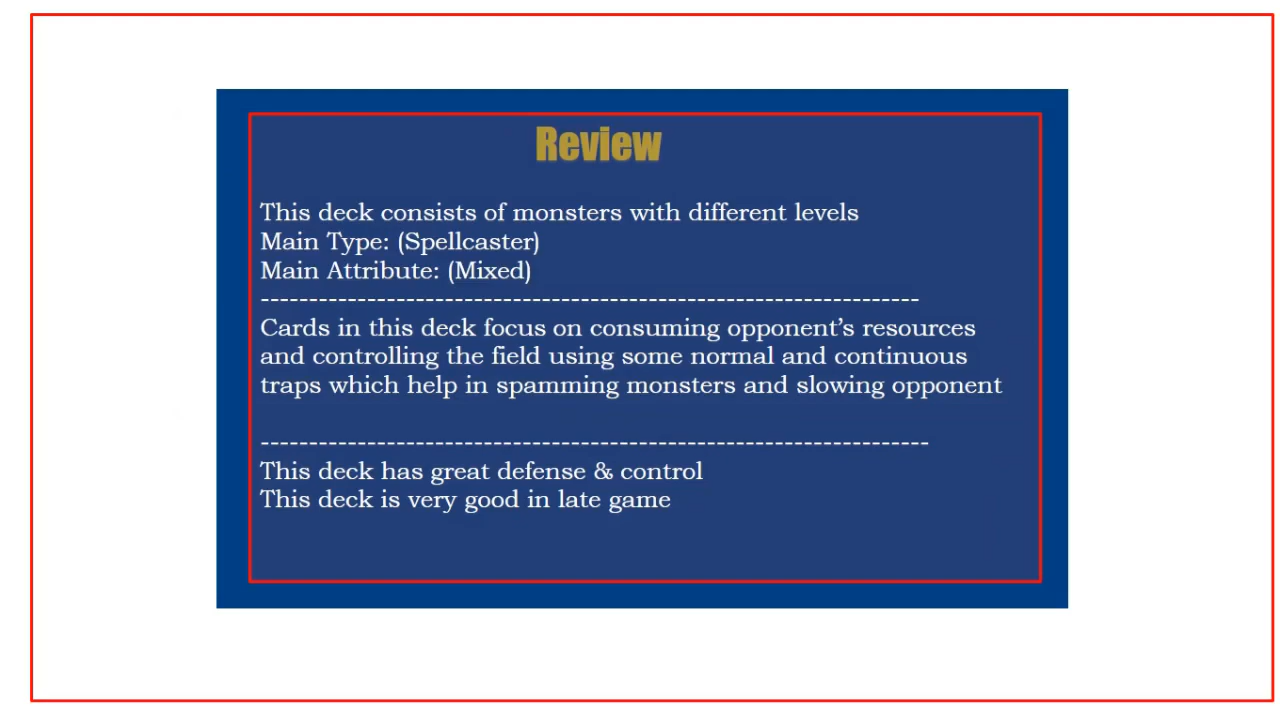 Review
This deck consists of monsters with different levels
Main Type: (Spellcaster)
Main Attribute: (Mixed)
--------------------------------------------------------------------
Cards in this deck focus on consuming opponent’s resources
and controlling the field using some normal and continuous
traps which help in spamming monsters and slowing opponent
---------------------------------------------------------------------
This deck has great defense & control
This deck is very good in late game